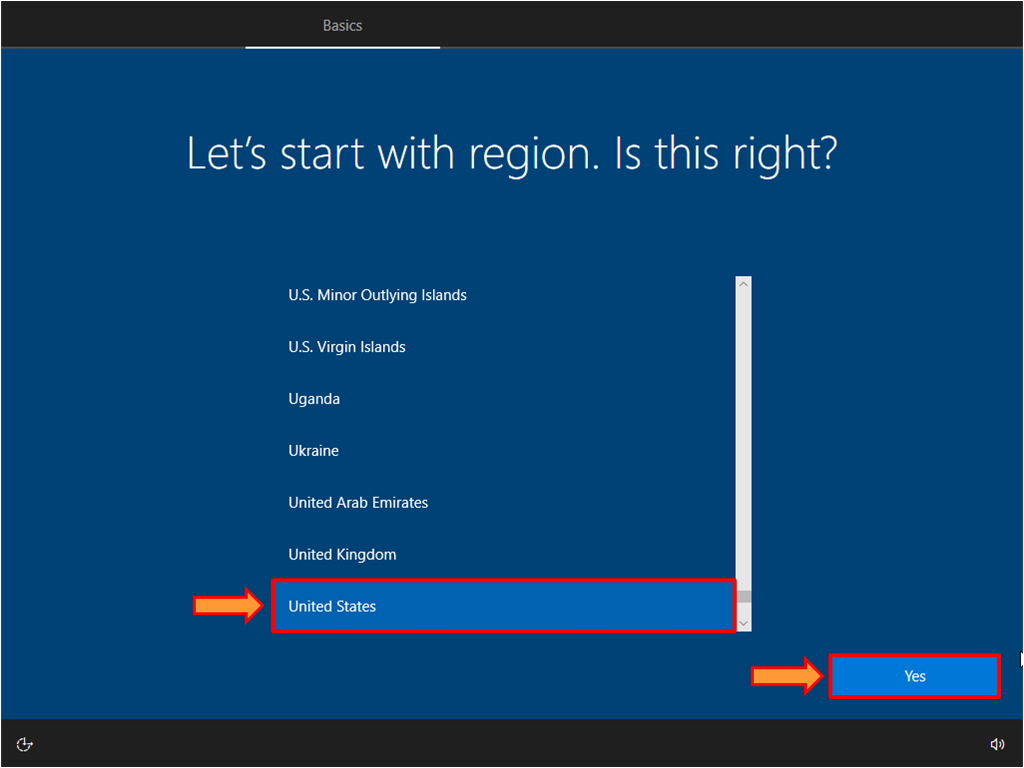 Basics
Let's start with region. Is this right?
U.S. Minor Outlying Islands
U.S. Virgin Islands
Uganda
Ukraine
United Arab Emirates
United Kingdom
United States
Yes